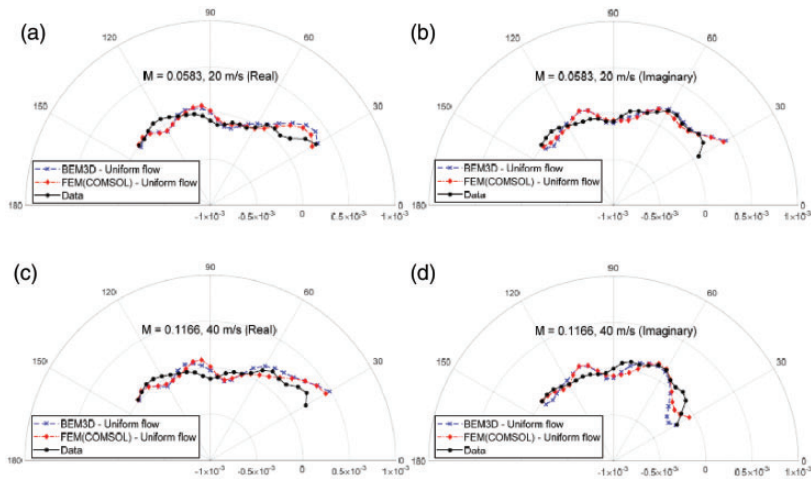 (a)
90
120
60
M = 0.0583, 20 m/s (Real)
150
30
BEM3D - Uniform flow
FEM(COMSOL) - Uniform flow
Data
180
0
-1×10⁻³ -0.5×10⁻³ 0 0.5×10⁻³ 1×10⁻³
(b)
90
120
60
M = 0.0583, 20 m/s (Imaginary)
150
30
BEM3D - Uniform flow
FEM(COMSOL) - Uniform flow
Data
180
0
-1×10⁻³ -0.5×10⁻³ 0 0.5×10⁻³ 1×10⁻³
(c)
90
120
60
M = 0.1166, 40 m/s (Real)
150
30
BEM3D - Uniform flow
FEM(COMSOL) - Uniform flow
Data
180
0
-1×10⁻³ -0.5×10⁻³ 0 0.5×10⁻³ 1×10⁻³
(d)
90
120
60
M = 0.1166, 40 m/s (Imaginary)
150
30
BEM3D - Uniform flow
FEM(COMSOL) - Uniform flow
Data
180
0
-1×10⁻³ -0.5×10⁻³ 0 0.5×10⁻³ 1×10⁻³